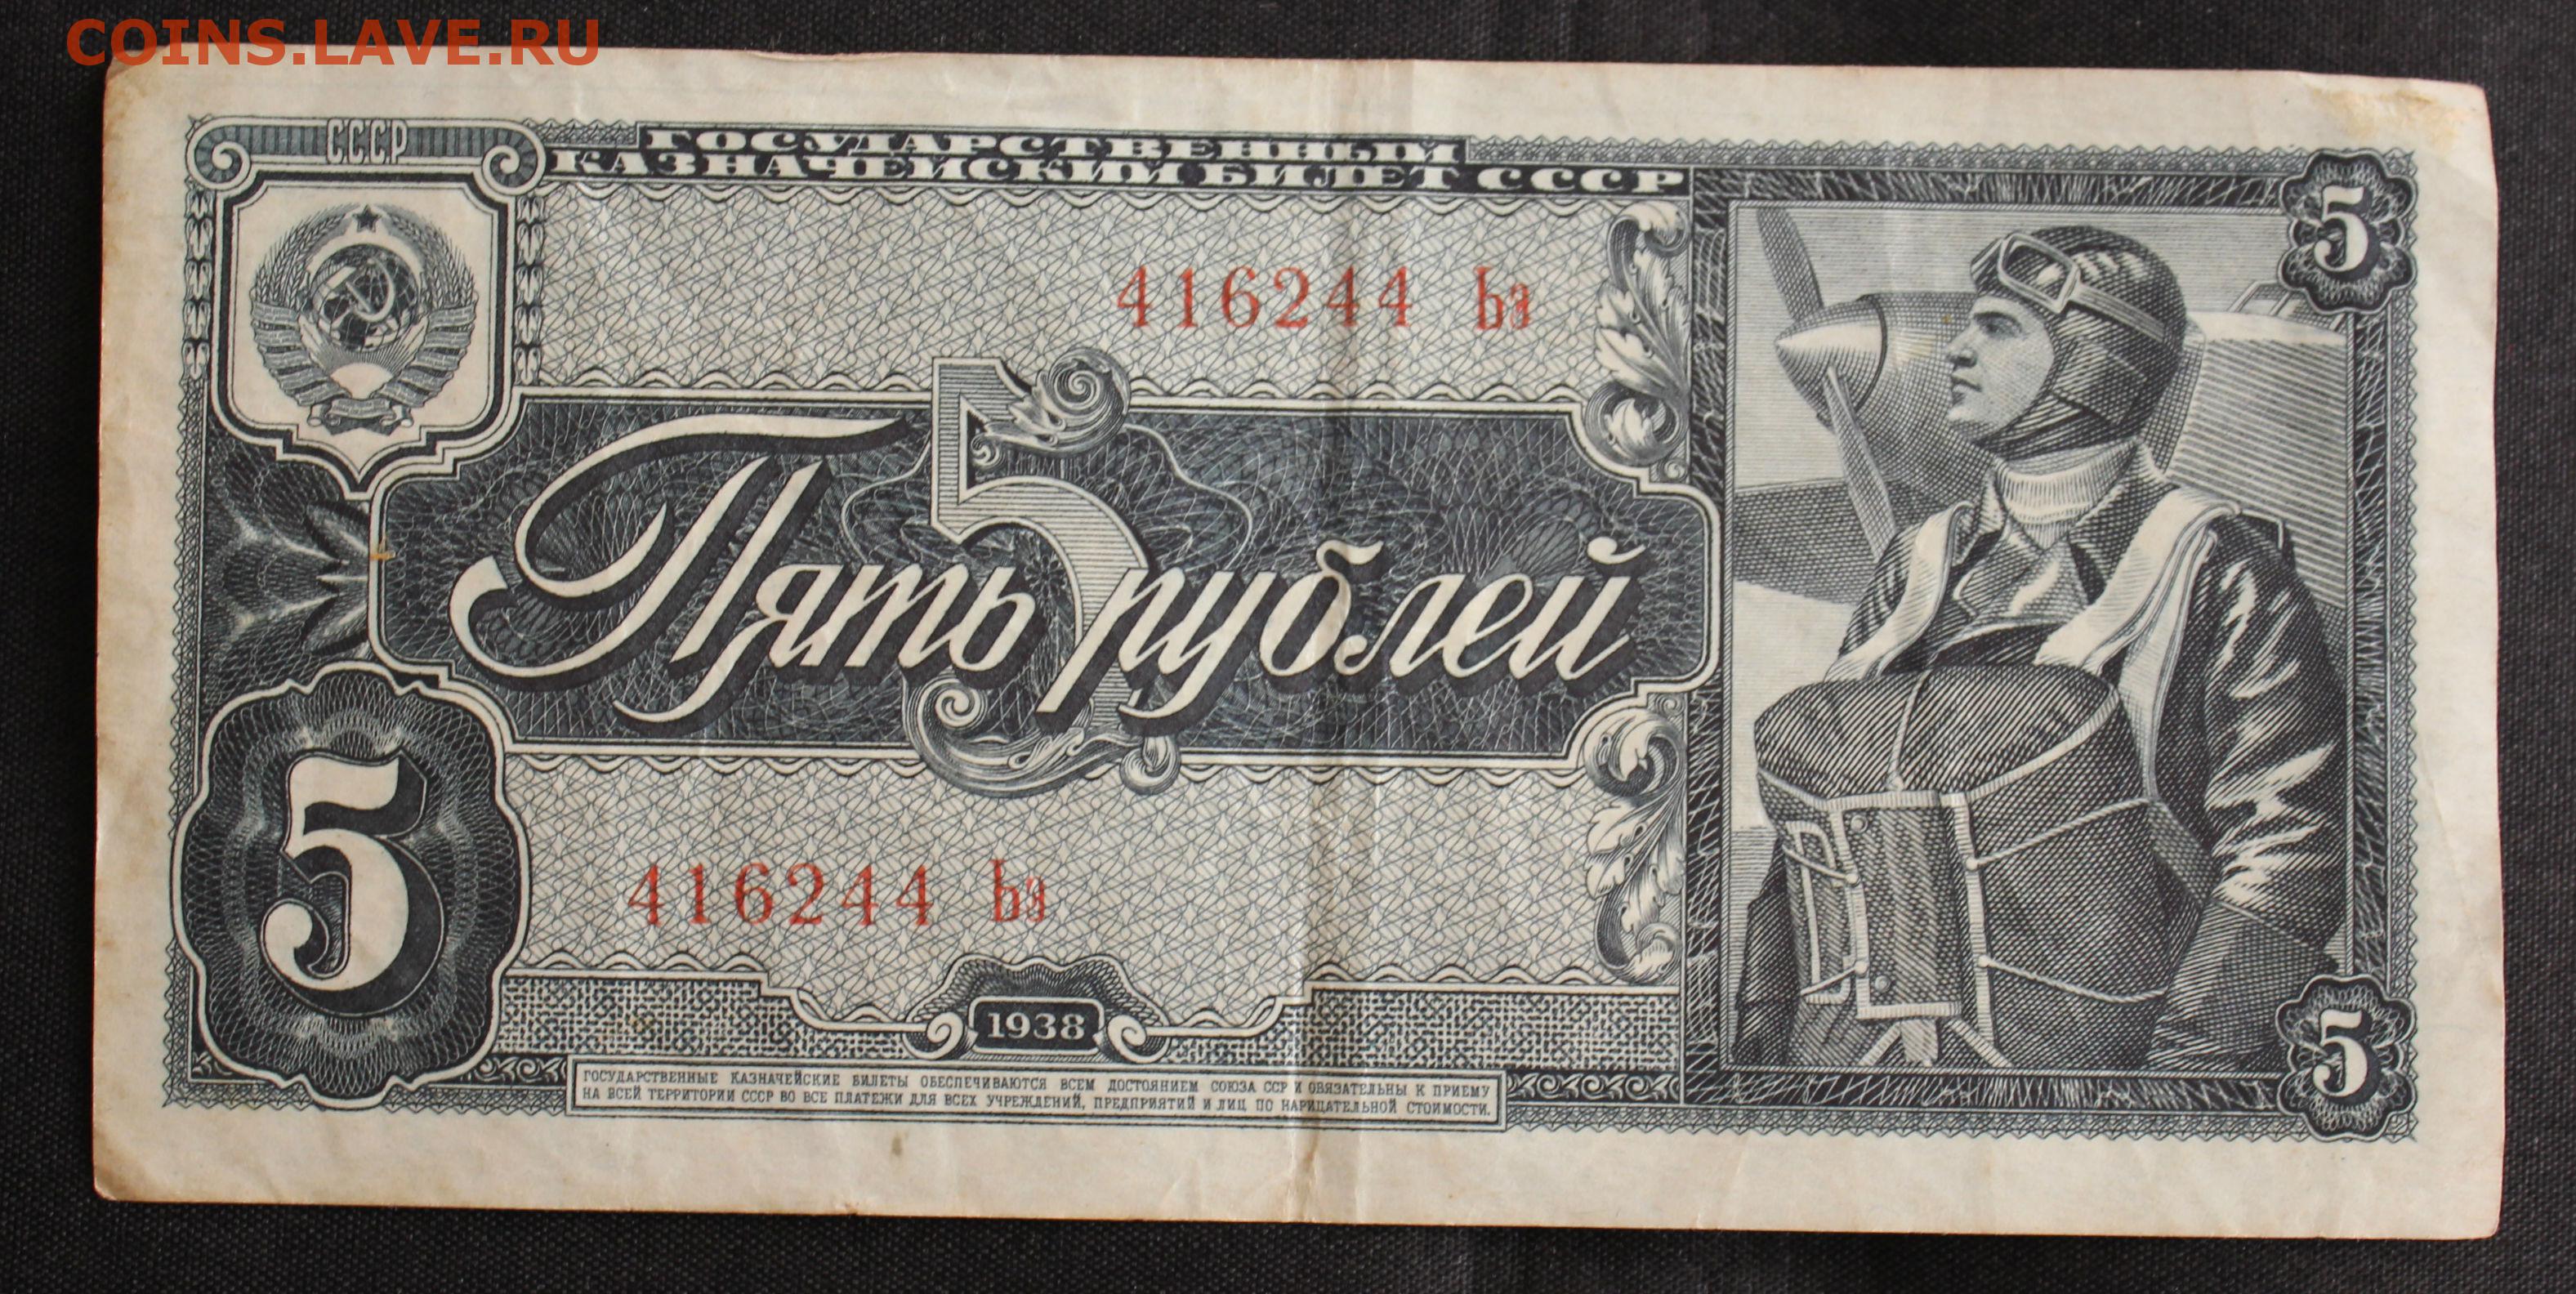 COINS.LAVE.RU
СССР
ГОСУДАРСТВЕННЫЙ
КАЗНАЧЕЙСКИЙ БИЛЕТ СССР
5
416244 Ьэ
5
Пять рублей
5
416244 Ьэ
1938
5
ГОСУДАРСТВЕННЫЕ КАЗНАЧЕЙСКИЕ БИЛЕТЫ ОБЕСПЕЧИВАЮТСЯ ВСЕМ ДОСТОЯНИЕМ СОЮЗА ССР И ОБЯЗАТЕЛЬНЫ К ПРИЕМУ
НА ВСЕЙ ТЕРРИТОРИИ СССР ВО ВСЕ ПЛАТЕЖИ ДЛЯ ВСЕХ УЧРЕЖДЕНИЙ, ПРЕДПРИЯТИЙ И ЛИЦ ПО НАРИЦАТЕЛЬНОЙ СТОИМОСТИ.